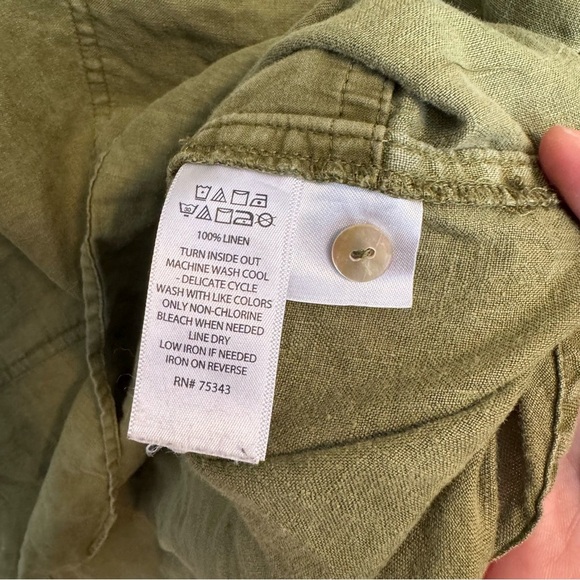 100% LINEN
TURN INSIDE OUT
MACHINE WASH COOL
- DELICATE CYCLE
WASH WITH LIKE COLORS
ONLY NON-CHLORINE
BLEACH WHEN NEEDED
LINE DRY
LOW IRON IF NEEDED
IRON ON REVERSE
RN# 75343